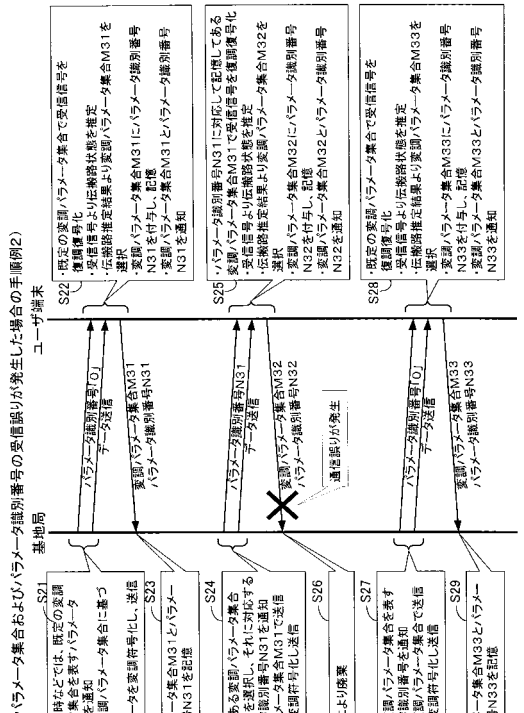 パラメータ集合およびパラメータ識別番号の受信誤りが発生した場合の手順例2)
基地局
ユーザ端末
S21
時などでは、既定の変調
集合を表すパラメータ
を通知
調パラメータ集合に基づ
ータを変調符号化し、送信
パラメータ識別番号「0」
データ送信
S22
・既定の変調パラメータ集合で受信信号を
復調復号化
・受信信号より伝搬路状態を推定
・伝搬路推定結果より変調パラメータ集合M31を
選択
・変調パラメータ集合M31にパラメータ識別番号
N31を付与し、記憶
・変調パラメータ集合M31とパラメータ識別番号
N31を通知
変調パラメータ集合M31
パラメータ識別番号N31
S23
ータ集合M31とパラメー
号N31を記憶
S24
ある変調パラメータ集合
を選択し、それに対応する
識別番号N31を通知
メータ集合M31で送信
変調符号化し送信
パラメータ識別番号N31
データ送信
S25
・パラメータ識別番号N31に対応して記憶してある
変調パラメータ集合M31で受信信号を復調復号化
・受信信号より伝搬路状態を推定
・伝搬路推定結果より変調パラメータ集合M32を
選択
・変調パラメータ集合M32にパラメータ識別番号
N32を付与し、記憶
・変調パラメータ集合M32とパラメータ識別番号
N32を通知
変調パラメータ集合M32
パラメータ識別番号N32
通信誤りが発生
S26
により廃棄
S27
調パラメータ集合を表す
識別番号を通知
調パラメータ集合で送信
変調符号化し送信
パラメータ識別番号「0」
データ送信
S28
・既定の変調パラメータ集合で受信信号を
復調復号化
・受信信号より伝搬路状態を推定
・伝搬路推定結果より変調パラメータ集合M33を
選択
・変調パラメータ集合M33にパラメータ識別番号
N33を付与し、記憶
・変調パラメータ集合M33とパラメータ識別番号
N33を通知
変調パラメータ集合M33
パラメータ識別番号N33
S29
ータ集合M33とパラメー
号N33を記憶